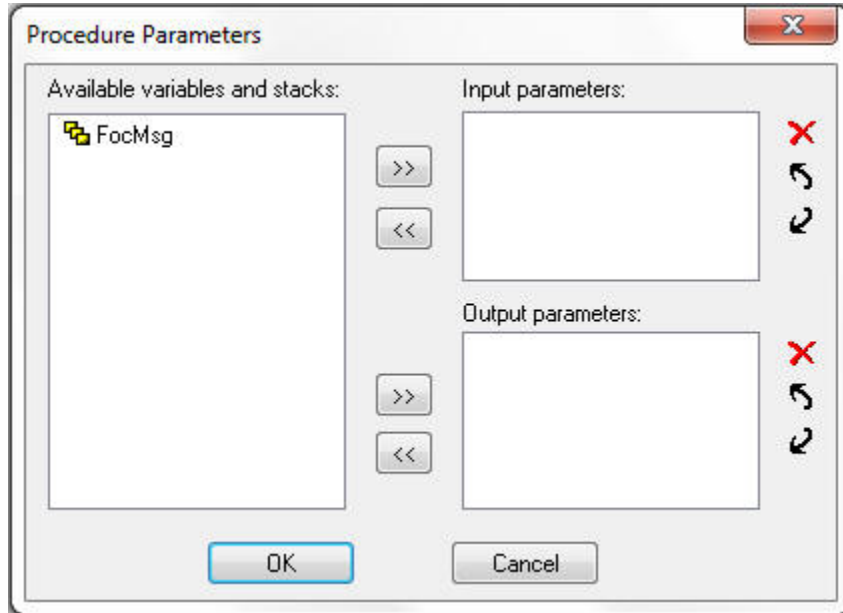 Procedure Parameters
Available variables and stacks:
Input parameters:
FocMsg
>>
<<
Output parameters:
>>
<<
OK
Cancel